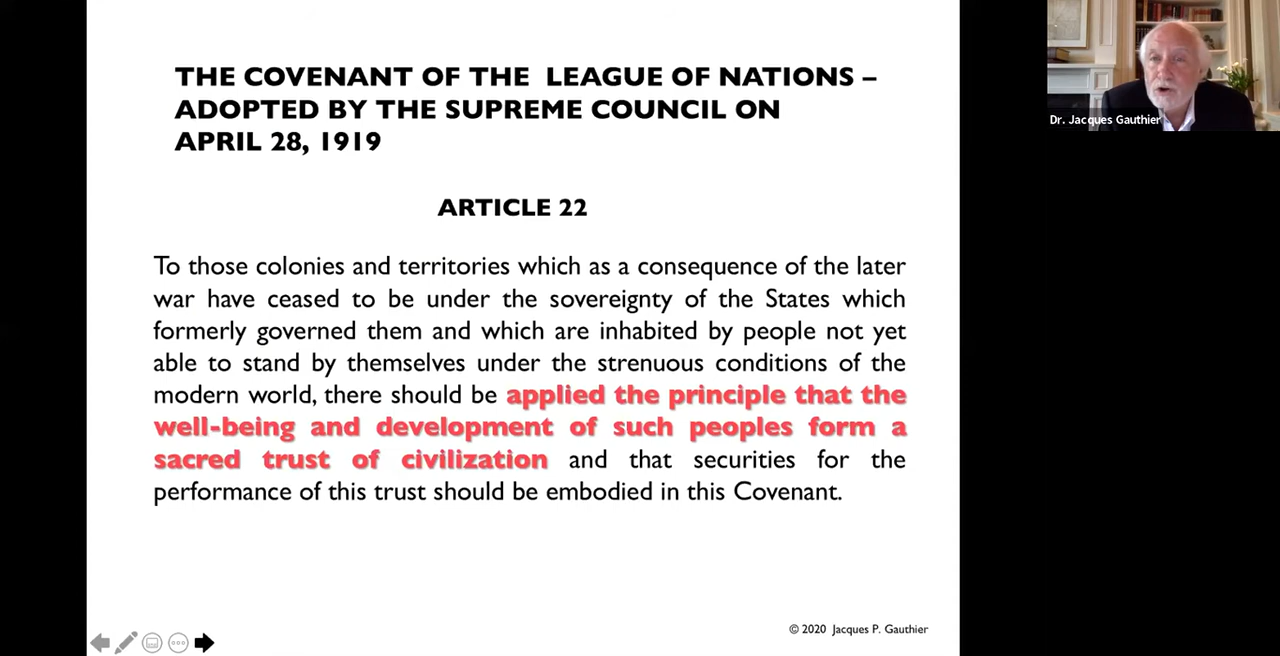 THE COVENANT OF THE LEAGUE OF NATIONS –
ADOPTED BY THE SUPREME COUNCIL ON
APRIL 28, 1919
Dr. Jacques Gauthier
ARTICLE 22
To those colonies and territories which as a consequence of the later
war have ceased to be under the sovereignty of the States which
formerly governed them and which are inhabited by people not yet
able to stand by themselves under the strenuous conditions of the
modern world, there should be applied the principle that the
well-being and development of such peoples form a
sacred trust of civilization and that securities for the
performance of this trust should be embodied in this Covenant.
© 2020 Jacques P. Gauthier